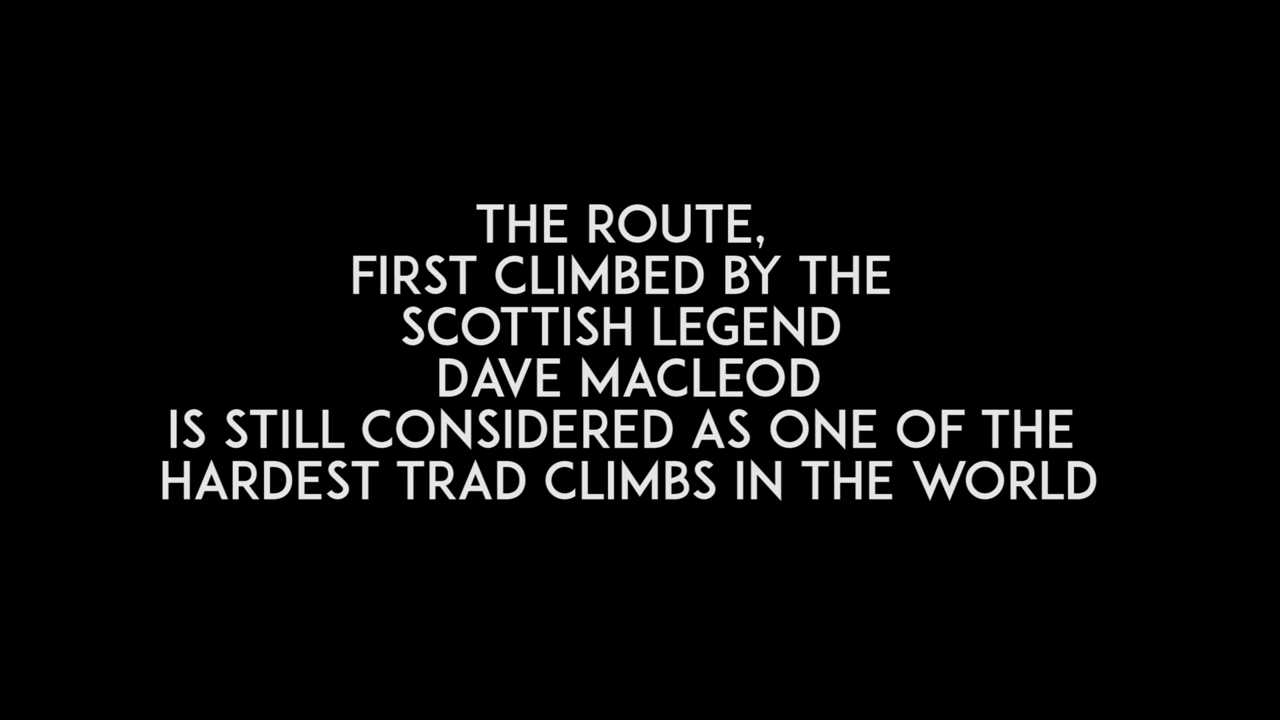 THE ROUTE,
FIRST CLIMBED BY THE
SCOTTISH LEGEND
DAVE MACLEOD
IS STILL CONSIDERED AS ONE OF THE
HARDEST TRAD CLIMBS IN THE WORLD